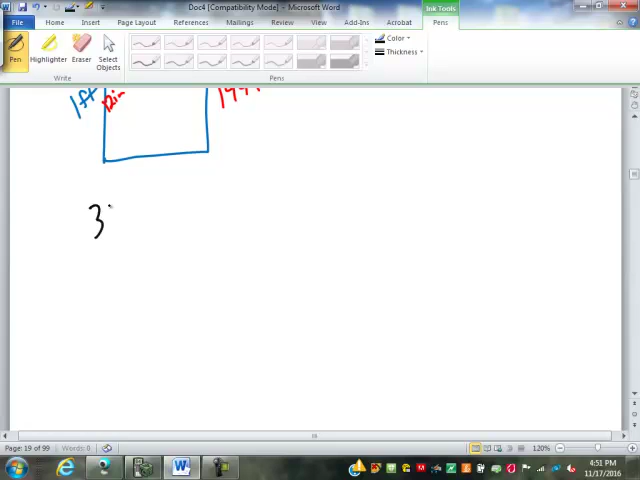 Doc4 [Compatibility Mode] - Microsoft Word
Ink Tools
File Home Insert Page Layout References Mailings Review View Add-Ins Acrobat Pens
Pen Highlighter Eraser Select Objects
Color
Thickness
Write Pens
1ft 12in
3
Page: 19 of 99 Words: 0 120%
4:51 PM
11/17/2016